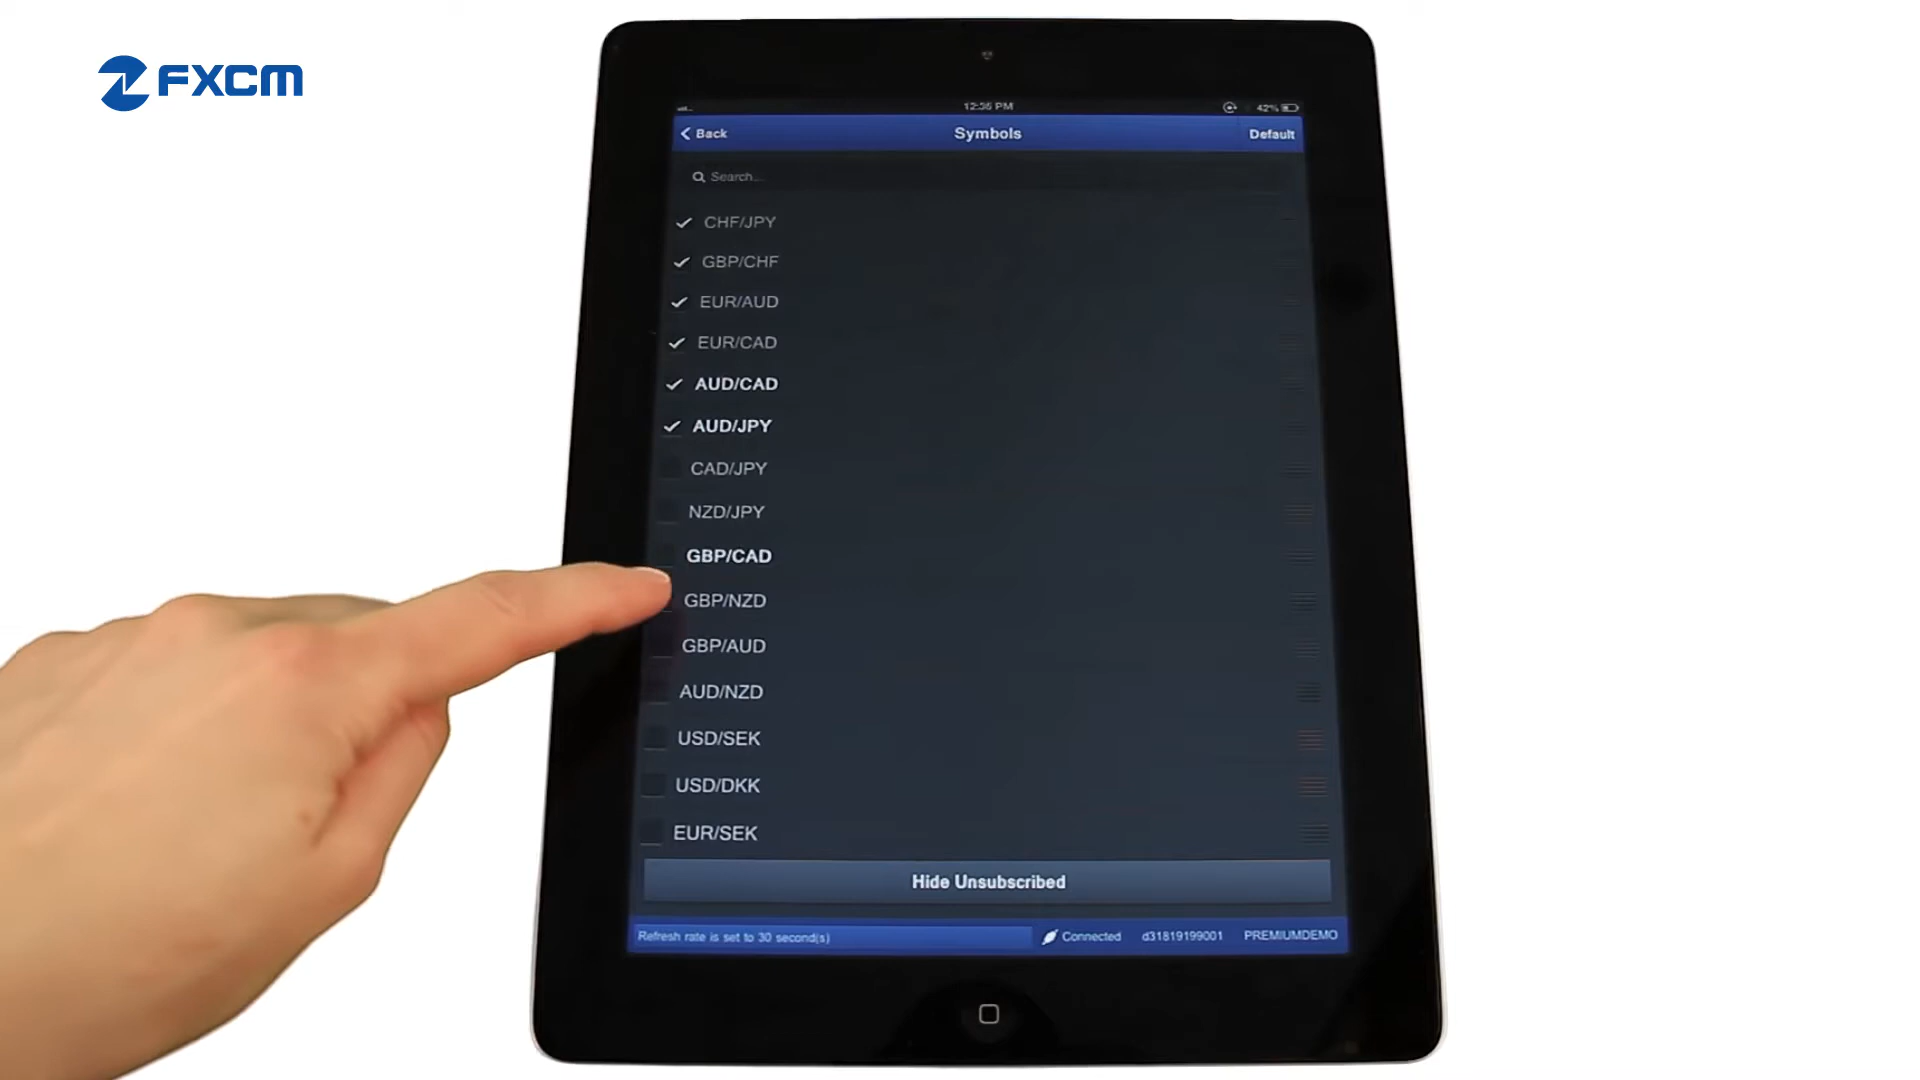 FXCM
12:36 PM
42%
Back
Symbols
Default
Search...
CHF/JPY
GBP/CHF
EUR/AUD
EUR/CAD
AUD/CAD
AUD/JPY
CAD/JPY
NZD/JPY
GBP/CAD
GBP/NZD
GBP/AUD
AUD/NZD
USD/SEK
USD/DKK
EUR/SEK
Hide Unsubscribed
Refresh rate is set to 30 second(s)
Connected
d31819199001
PREMIUMDEMO